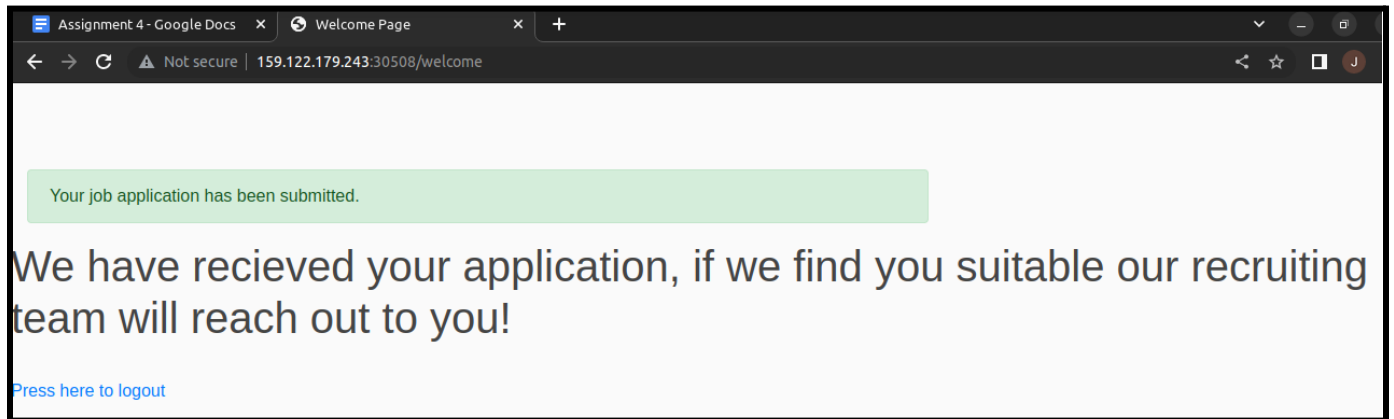 Assignment 4 - Google Docs Welcome Page
Not secure | 159.122.179.243:30508/welcome J
Your job application has been submitted.
We have recieved your application, if we find you suitable our recruiting
team will reach out to you!
Press here to logout